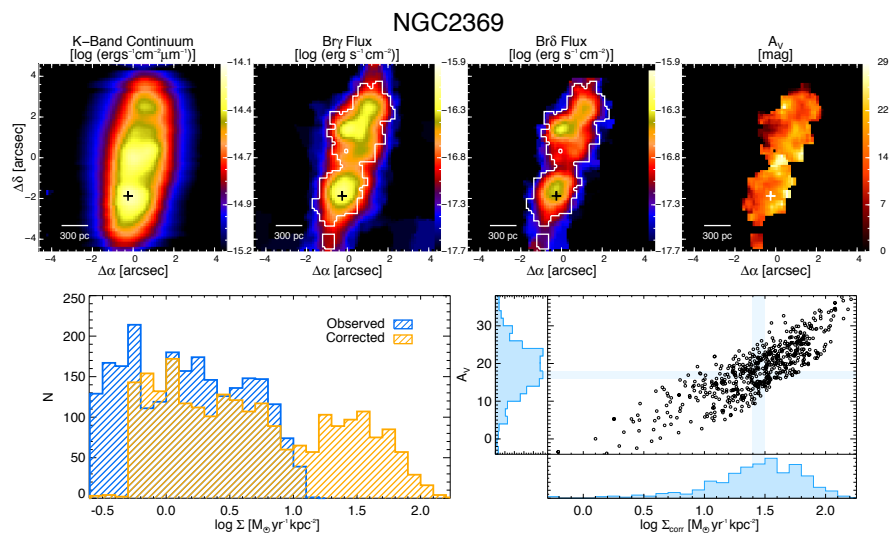 NGC2369
K-Band Continuum
[log (ergs⁻¹cm⁻²μm⁻¹)]
Brγ Flux
[log (erg s⁻¹cm⁻²)]
Brδ Flux
[log (erg s⁻¹cm⁻²)]
A_V
[mag]
4
2
0
−2
−4
Δδ [arcsec]
300 pc
−4 −2 0 2 4
Δα [arcsec]
−14.1
−14.4
−14.7
−14.9
−15.2
300 pc
−4 −2 0 2 4
Δα [arcsec]
−15.9
−16.3
−16.8
−17.3
−17.7
300 pc
−4 −2 0 2 4
Δα [arcsec]
−15.9
−16.3
−16.8
−17.3
−17.7
300 pc
−4 −2 0 2 4
Δα [arcsec]
29
22
14
7
0
250
200
150
100
50
0
N
Observed
Corrected
−0.5 0.0 0.5 1.0 1.5 2.0
log Σ [M☉ yr⁻¹ kpc⁻²]
30
20
10
0
A_V
0.0 0.5 1.0 1.5 2.0
log Σcorr [M☉ yr⁻¹ kpc⁻²]